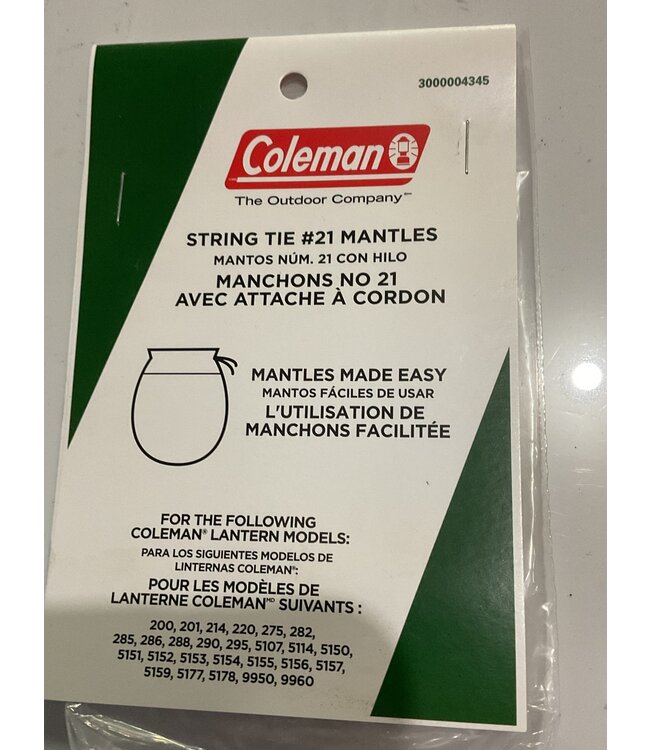 3000004345
Coleman
The Outdoor Company℠
STRING TIE #21 MANTLES
MANTOS NÚM. 21 CON HILO
MANCHONS NO 21
AVEC ATTACHE À CORDON
MANTLES MADE EASY
MANTOS FÁCILES DE USAR
L'UTILISATION DE
MANCHONS FACILITÉE
FOR THE FOLLOWING
COLEMAN® LANTERN MODELS:
PARA LOS SIGUIENTES MODELOS DE
LINTERNAS COLEMAN®:
POUR LES MODÈLES DE
LANTERNE COLEMAN MD SUIVANTS :
200, 201, 214, 220, 275, 282,
285, 286, 288, 290, 295, 5107, 5114, 5150,
5151, 5152, 5153, 5154, 5155, 5156, 5157,
5159, 5177, 5178, 9950, 9960